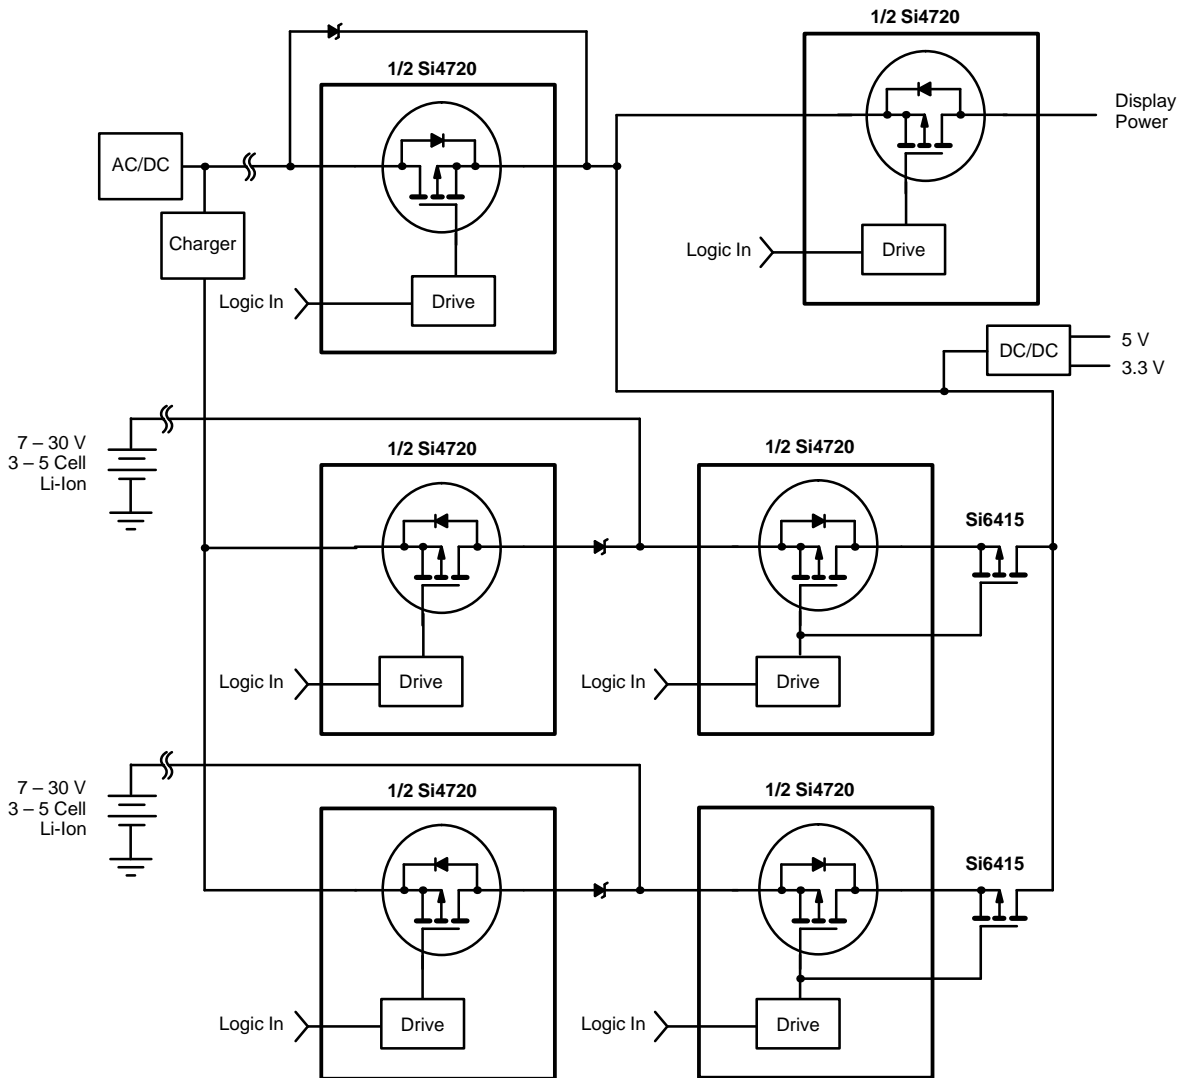 1/2 Si4720
1/2 Si4720
Display
Power
AC/DC
Charger
Logic In
Drive
Logic In
Drive
DC/DC
5 V
3.3 V
7 – 30 V
3 – 5 Cell
Li-Ion
1/2 Si4720
1/2 Si4720
Si6415
Logic In
Drive
Logic In
Drive
7 – 30 V
3 – 5 Cell
Li-Ion
1/2 Si4720
1/2 Si4720
Si6415
Logic In
Drive
Logic In
Drive